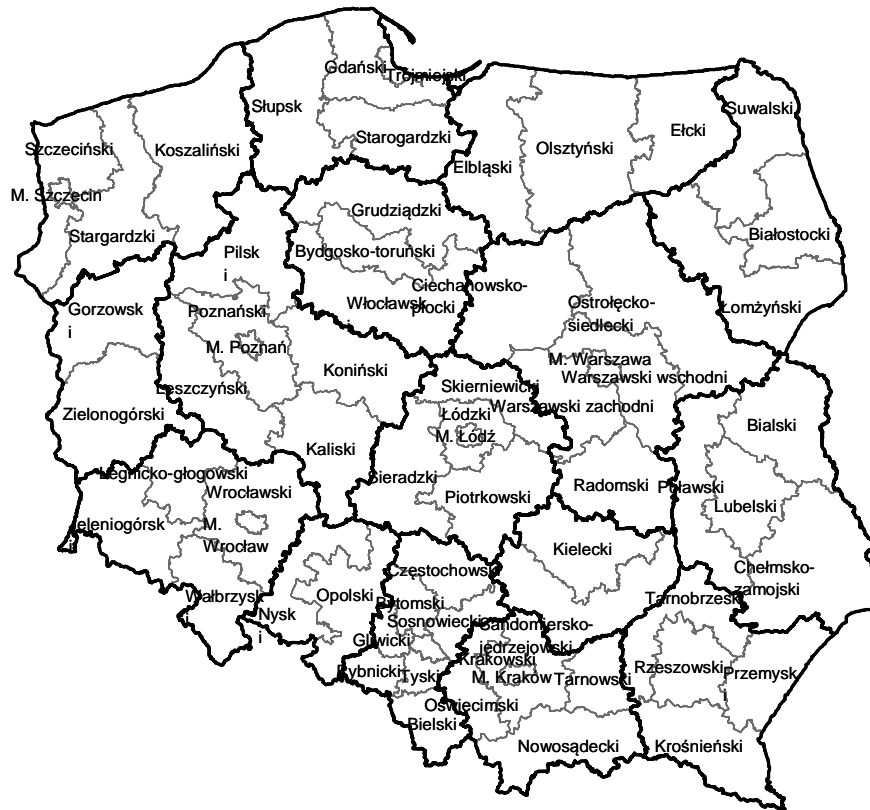 Gdański
Trójmiejski
Słupsk
Suwalski
Ełcki
Starogardzki
Koszaliński
Szczeciński
Olsztyński
Elbląski
M. Szczecin
Grudziądzki
Stargardzki
Białostocki
Pilsk
i
Bydgosko-toruński
Ciechanowsko-
płocki
Włocławsk
Ostrołęcko-
siedlecki
Łomżyński
Gorzowsk
i
Poznański
M. Poznań
M. Warszawa
Koniński
Warszawski wschodni
Skierniewicki
Leszczyński
Warszawski zachodni
Zielonogórski
Łódzki
M. Łódź
Bialski
Kaliski
Sieradzki
Legnicko-głogowski
Wrocławski
Piotrkowski
Radomski
Puławski
Lubelski
Jeleniogórsk
i
M.
Wrocław
Kielecki
Częstochowski
Chełmsko-
zamojski
Wałbrzysk
i
Opolski
Bytomski
Tarnobrzeski
Nysk
i
Sosnowiecki
Sandomiersko-
jędrzejowski
Gliwicki
Krakowski
Rybnicki
Tyski
M. Kraków
Tarnowski
Rzeszowski
Przemysk
i
Oświęcimski
Bielski
Nowosądecki
Krośnieński